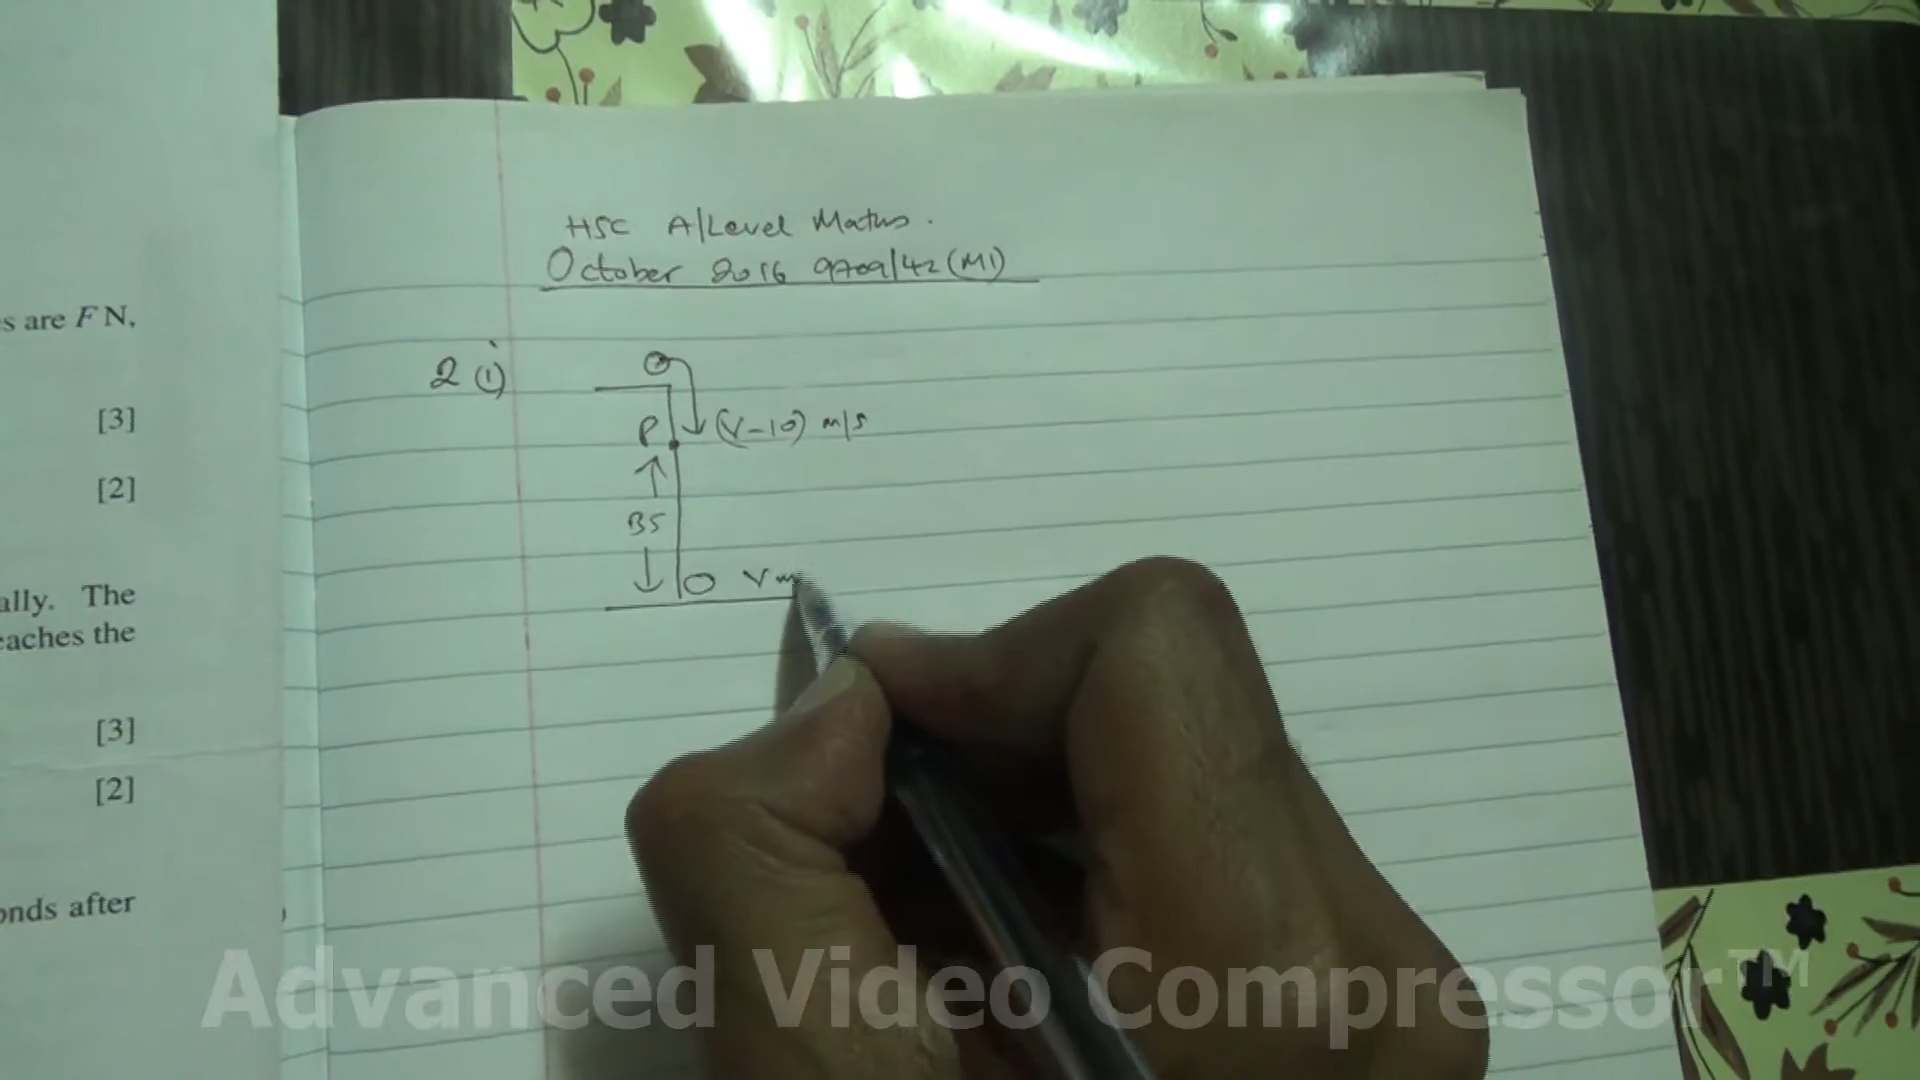 s are F N,
[3]
[2]
ally. The
eaches the
[3]
[2]
onds after
HSC A/Level Maths.
October 2016 9709/42 (M1)
2 (i)
P (V-10) m/s
35
V m
Advanced Video Compressor™